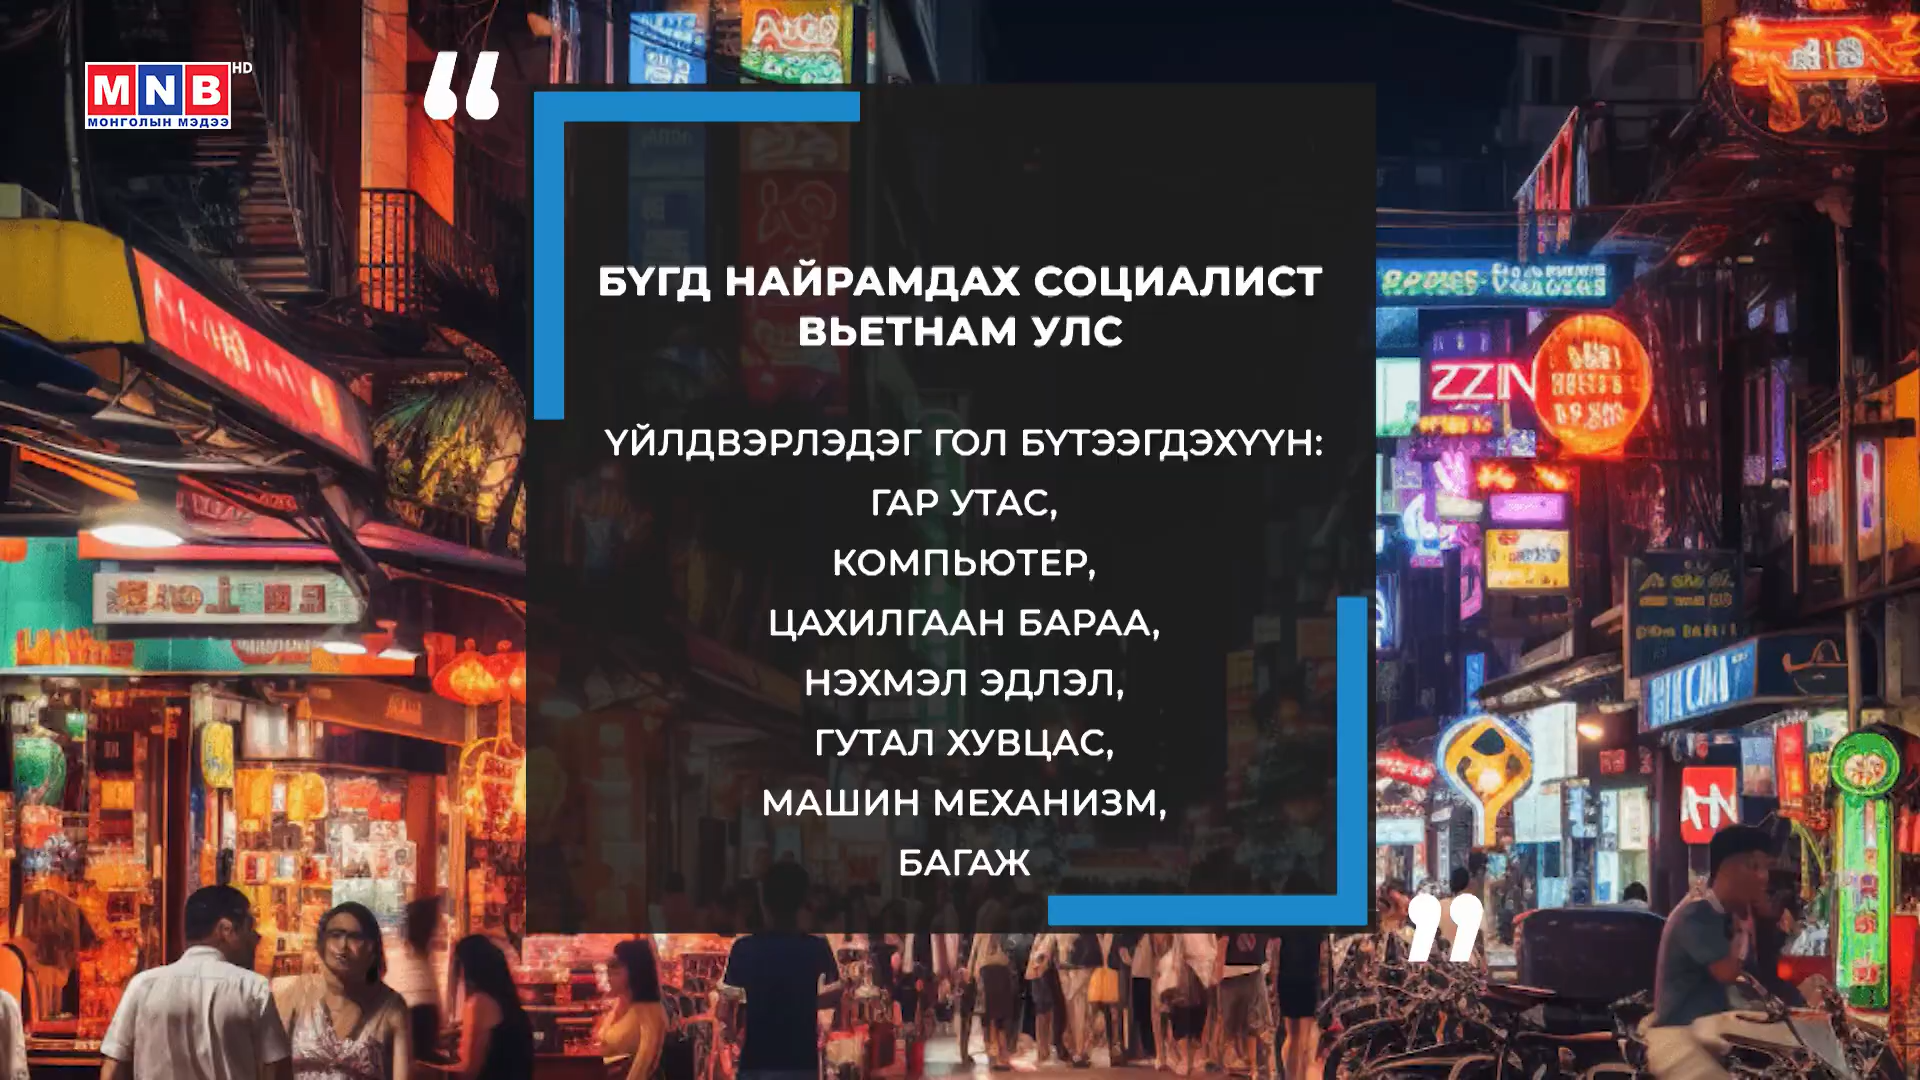 MNB HD
МОНГОЛЫН МЭДЭЭ
БҮГД НАЙРАМДАХ СОЦИАЛИСТ
ВЬЕТНАМ УЛС
ҮЙЛДВЭРЛЭДЭГ ГОЛ БҮТЭЭГДЭХҮҮН:
ГАР УТАС,
КОМПЬЮТЕР,
ЦАХИЛГААН БАРАА,
НЭХМЭЛ ЭДЛЭЛ,
ГУТАЛ ХУВЦАС,
МАШИН МЕХАНИЗМ,
БАГАЖ
ZZIN